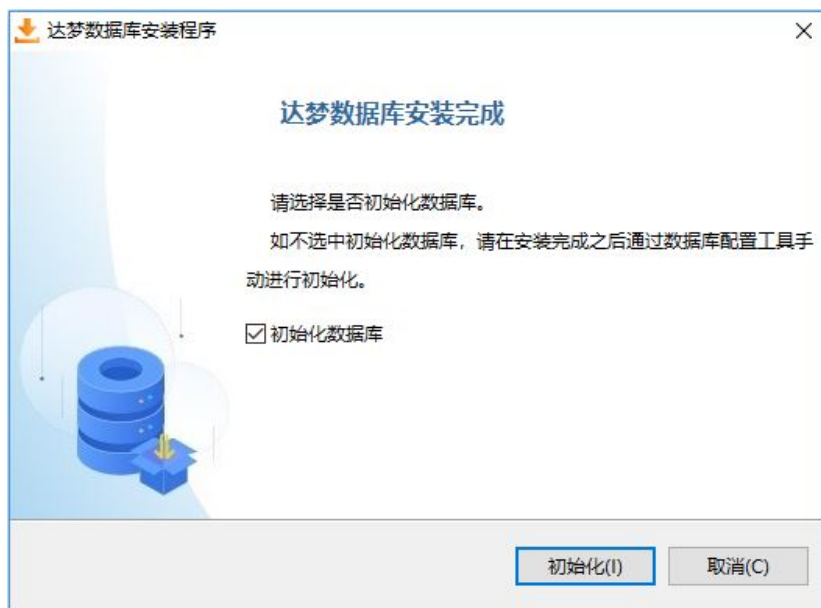 达梦数据库安装程序
达梦数据库安装完成
请选择是否初始化数据库。
如不选中初始化数据库，请在安装完成之后通过数据库配置工具手
动进行初始化。
初始化数据库
初始化(I)
取消(C)